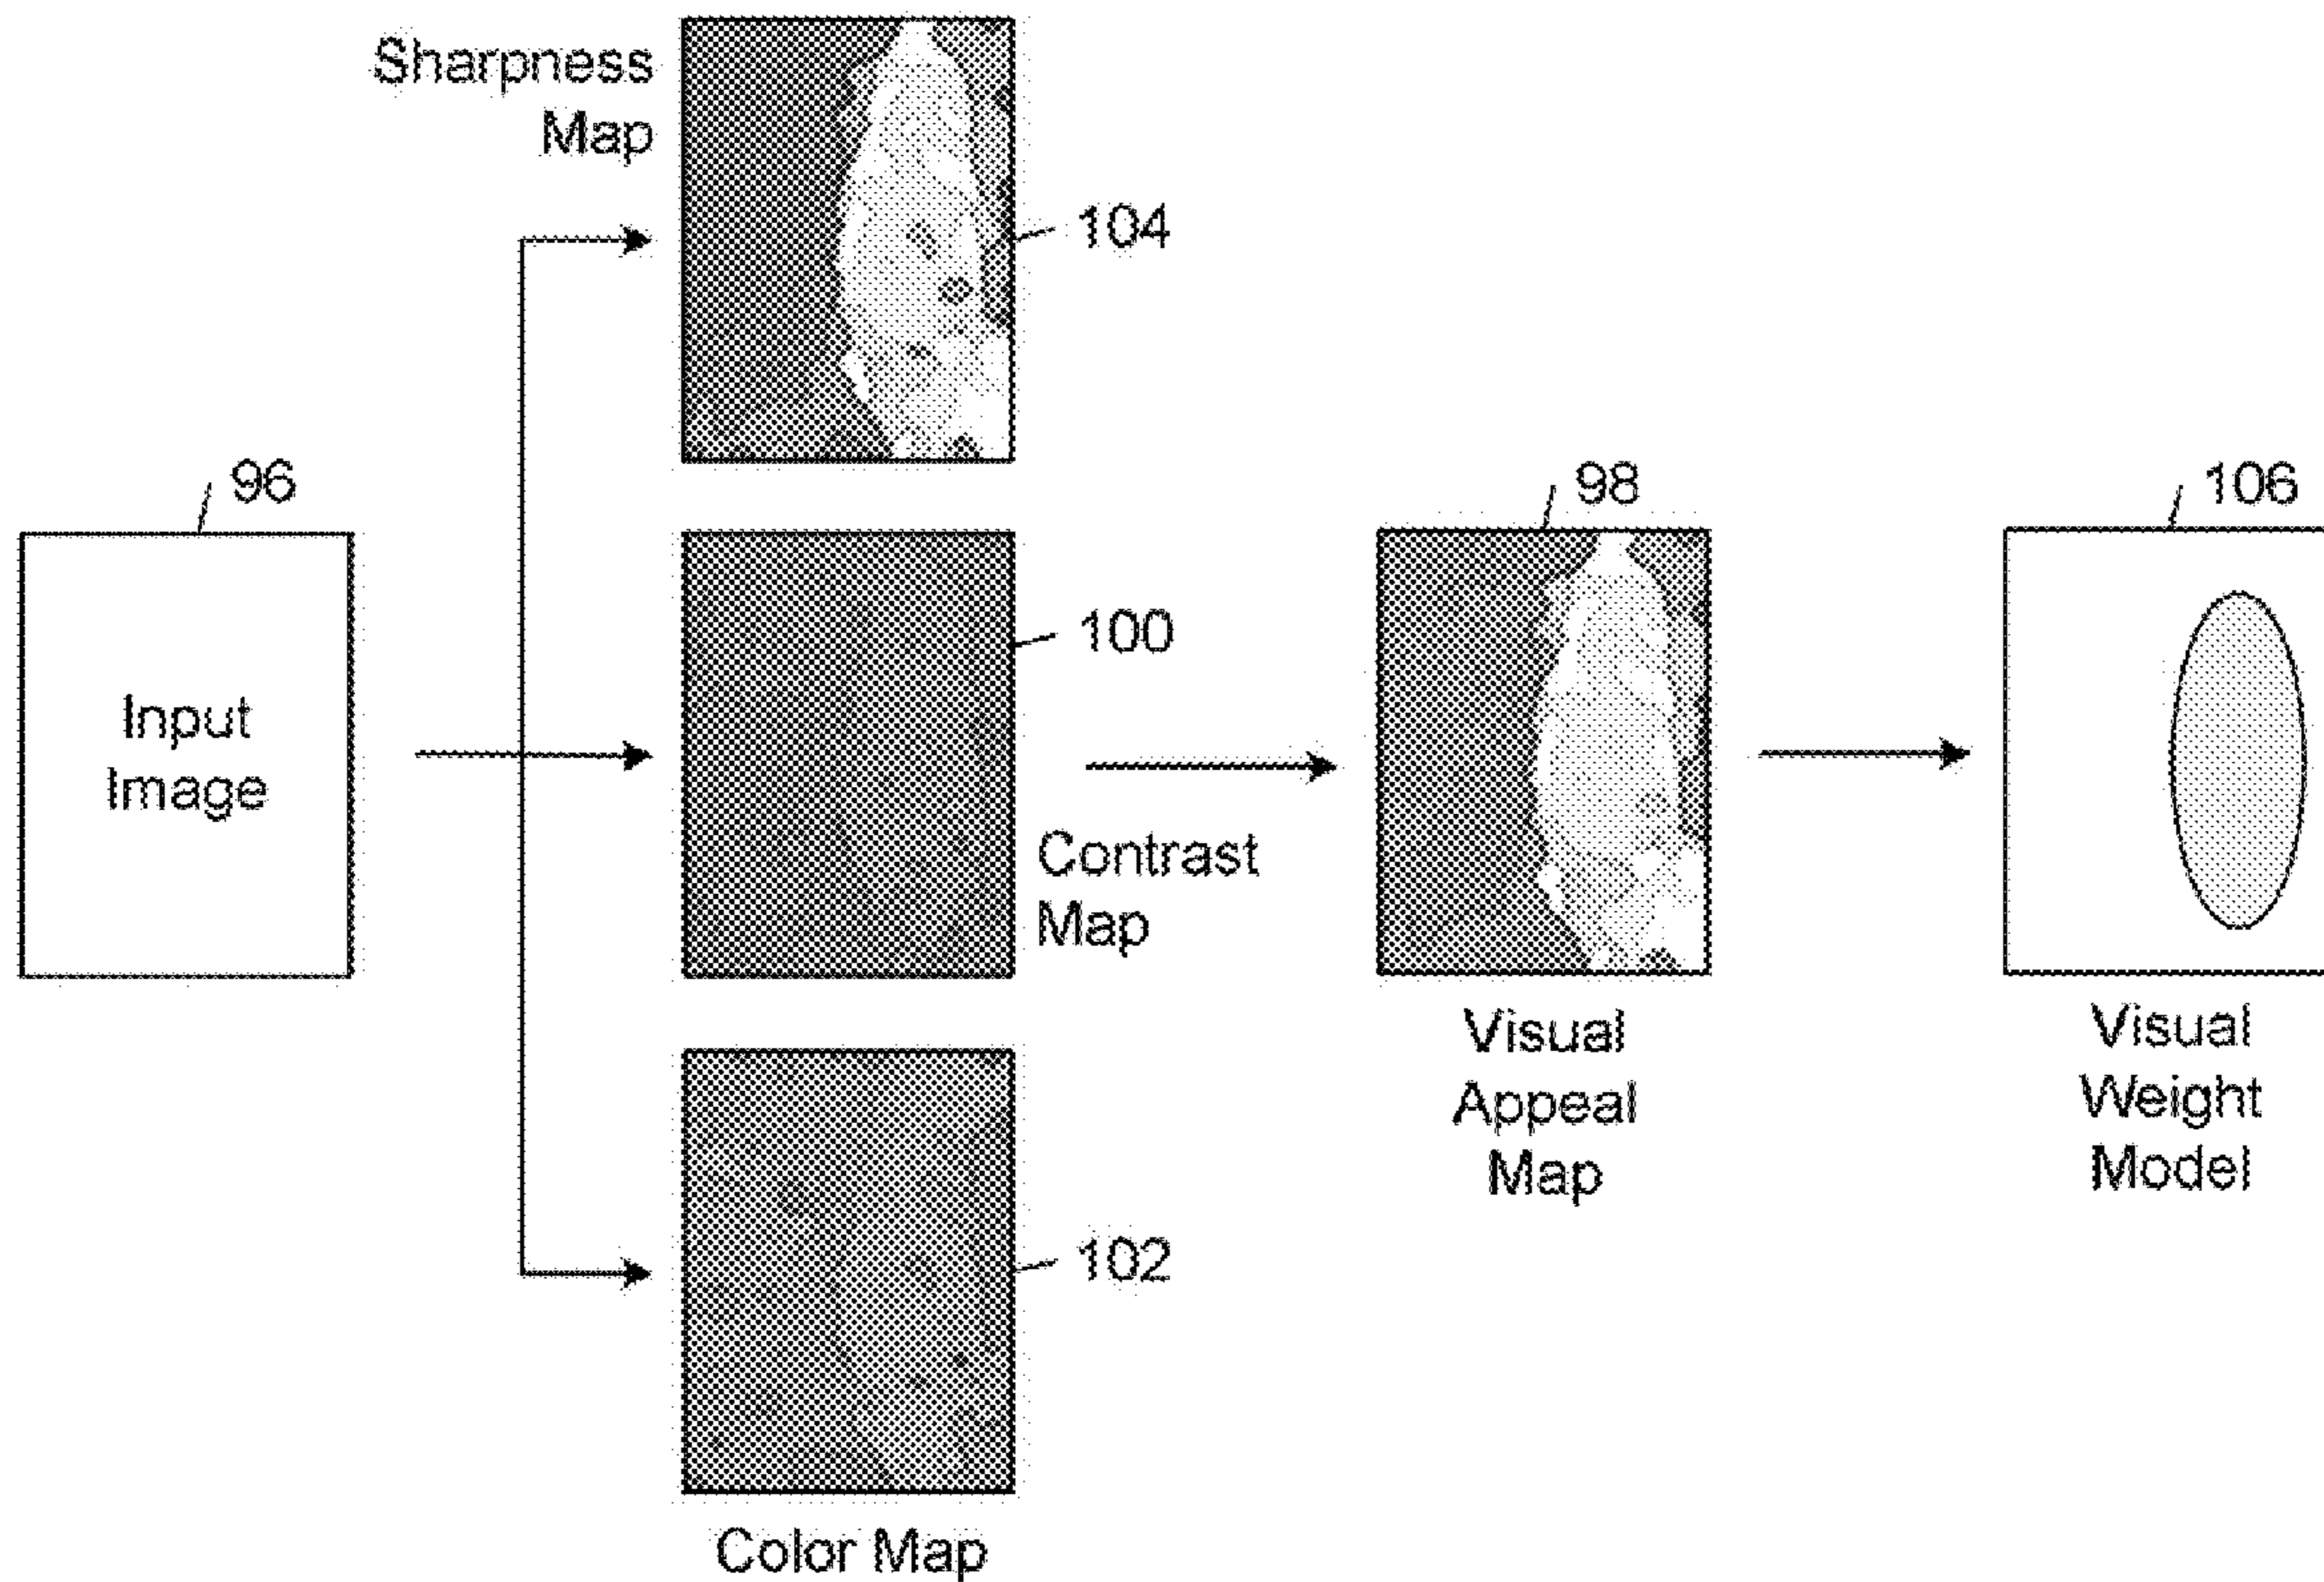 Sharpness
Map
104
96
Input
Image
100
Contrast
Map
98
Visual
Appeal
Map
106
Visual
Weight
Model
102
Color Map